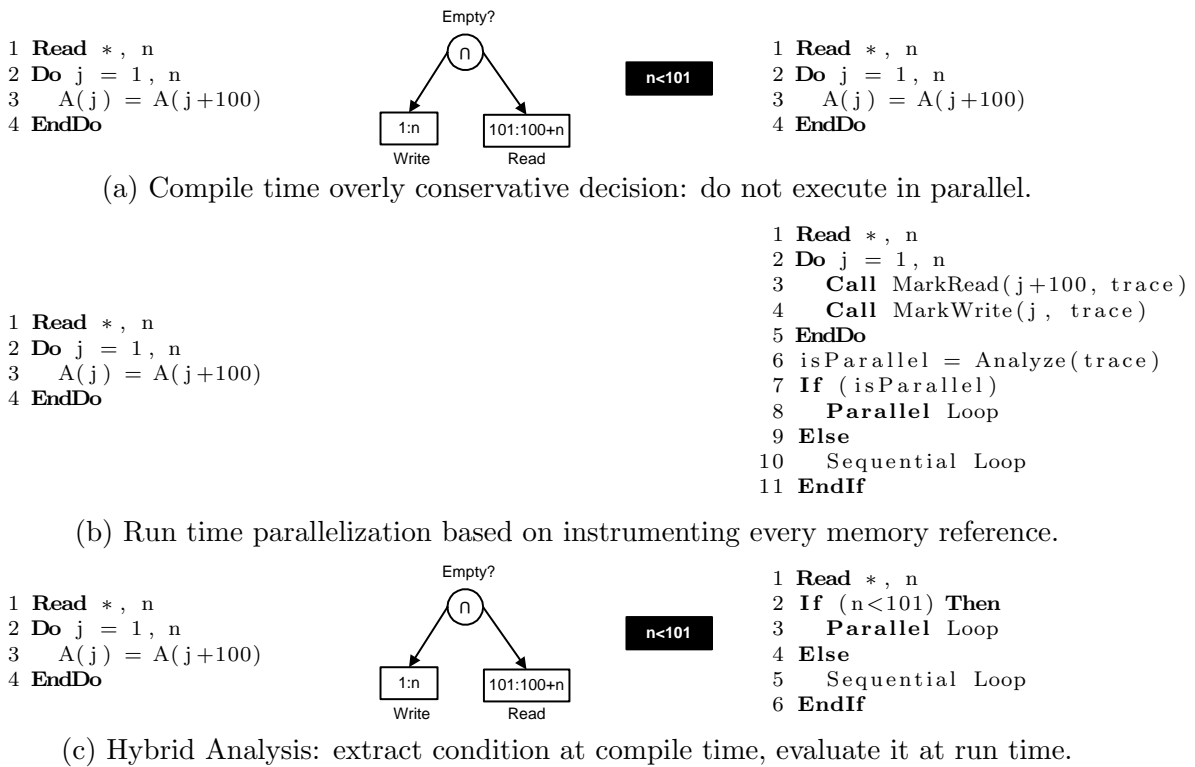 1 Read *, n
2 Do j = 1, n
3 A(j) = A(j+100)
4 EndDo
Empty?
∩
1:n
101:100+n
Write
Read
n<101
1 Read *, n
2 Do j = 1, n
3 A(j) = A(j+100)
4 EndDo
(a) Compile time overly conservative decision: do not execute in parallel.
1 Read *, n
2 Do j = 1, n
3 A(j) = A(j+100)
4 EndDo
1 Read *, n
2 Do j = 1, n
3 Call MarkRead(j+100, trace)
4 Call MarkWrite(j, trace)
5 EndDo
6 isParallel = Analyze(trace)
7 If (isParallel)
8 Parallel Loop
9 Else
10 Sequential Loop
11 EndIf
(b) Run time parallelization based on instrumenting every memory reference.
1 Read *, n
2 Do j = 1, n
3 A(j) = A(j+100)
4 EndDo
Empty?
∩
1:n
101:100+n
Write
Read
n<101
1 Read *, n
2 If (n<101) Then
3 Parallel Loop
4 Else
5 Sequential Loop
6 EndIf
(c) Hybrid Analysis: extract condition at compile time, evaluate it at run time.